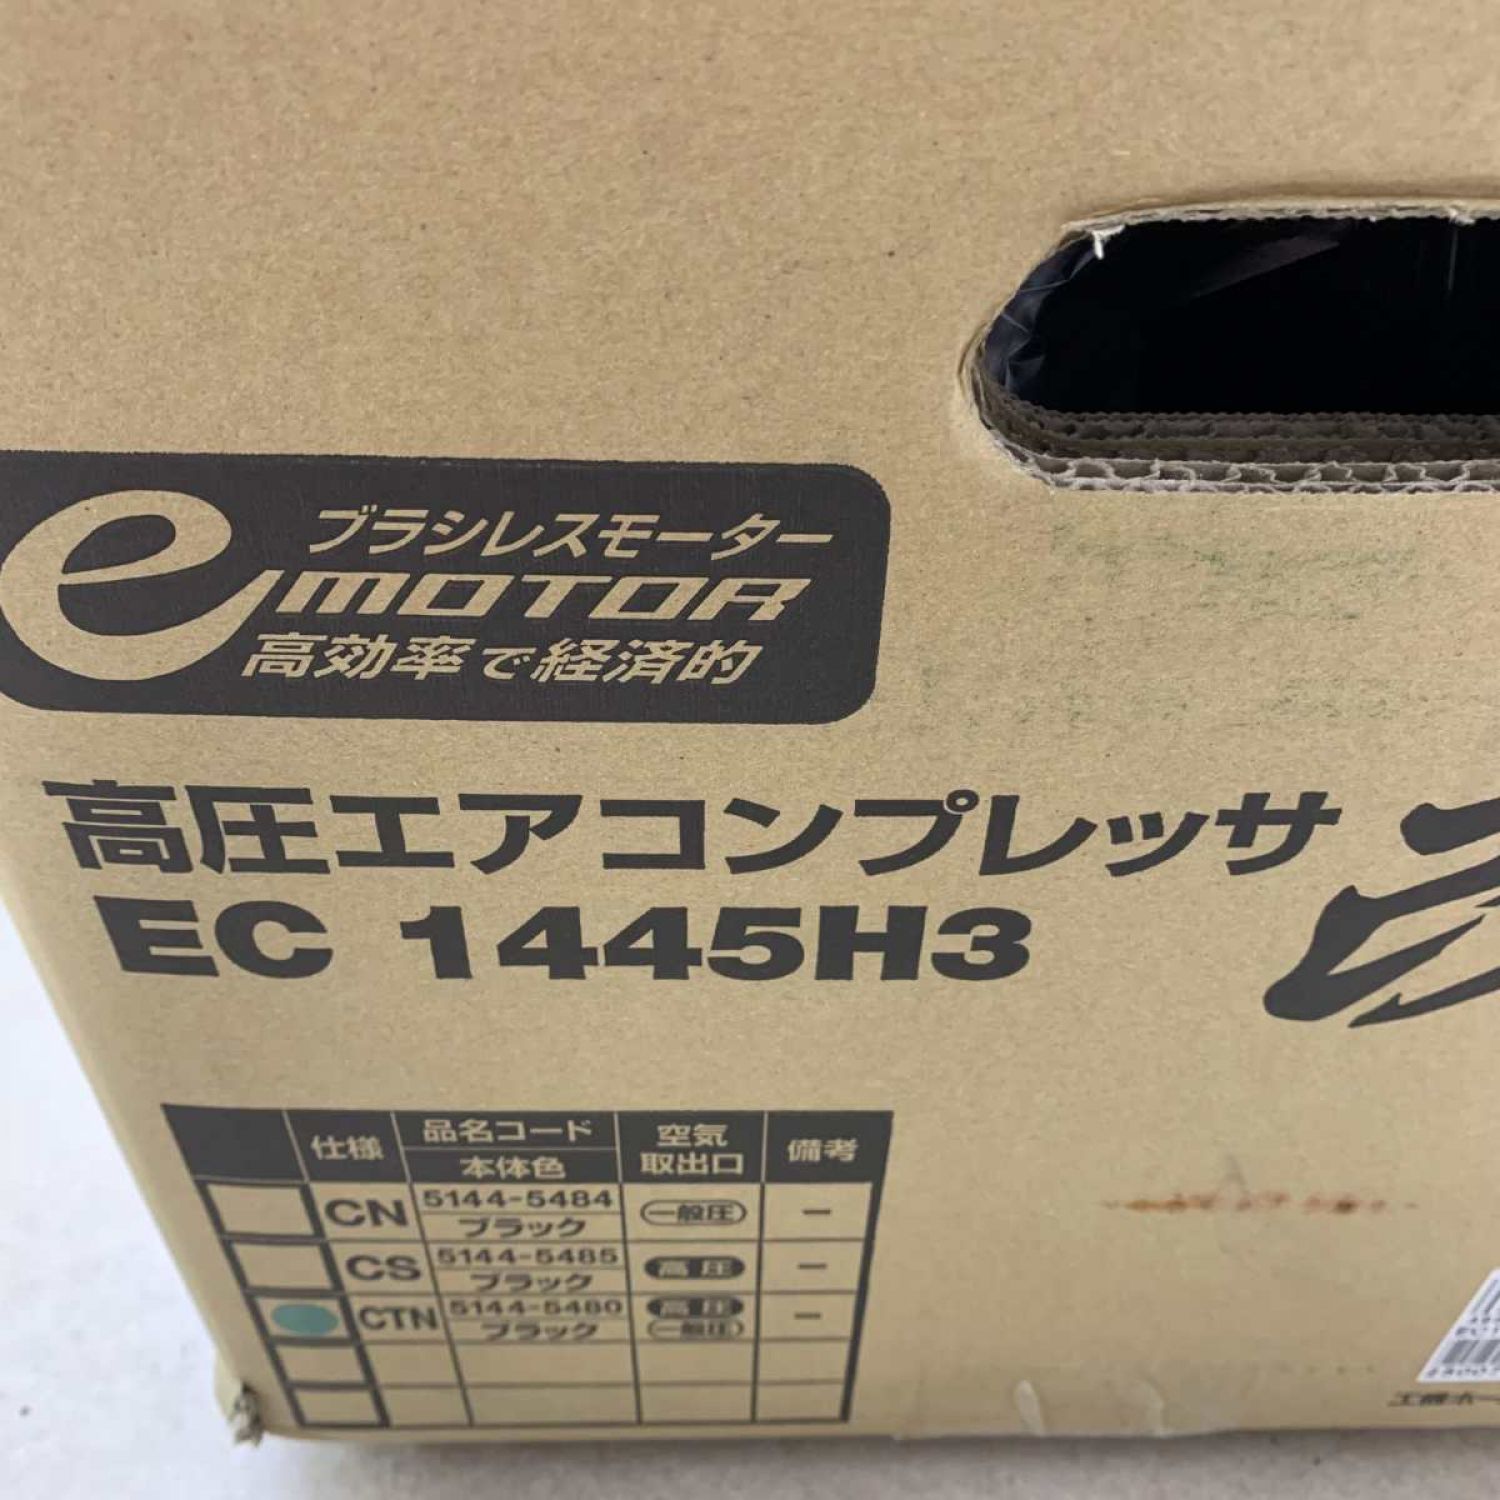 ブラシレスモーター
e MOTOR
高効率で経済的
高圧エアコンプレッサ
EC 1445H3
仕様 品名コード 本体色 空気取出口 備考
CN 5144-5484 ブラック 一般圧 －
CS 5144-5485 ブラック 高圧 －
CTN 5144-5480 ブラック 高圧 一般圧 －
工機ホー